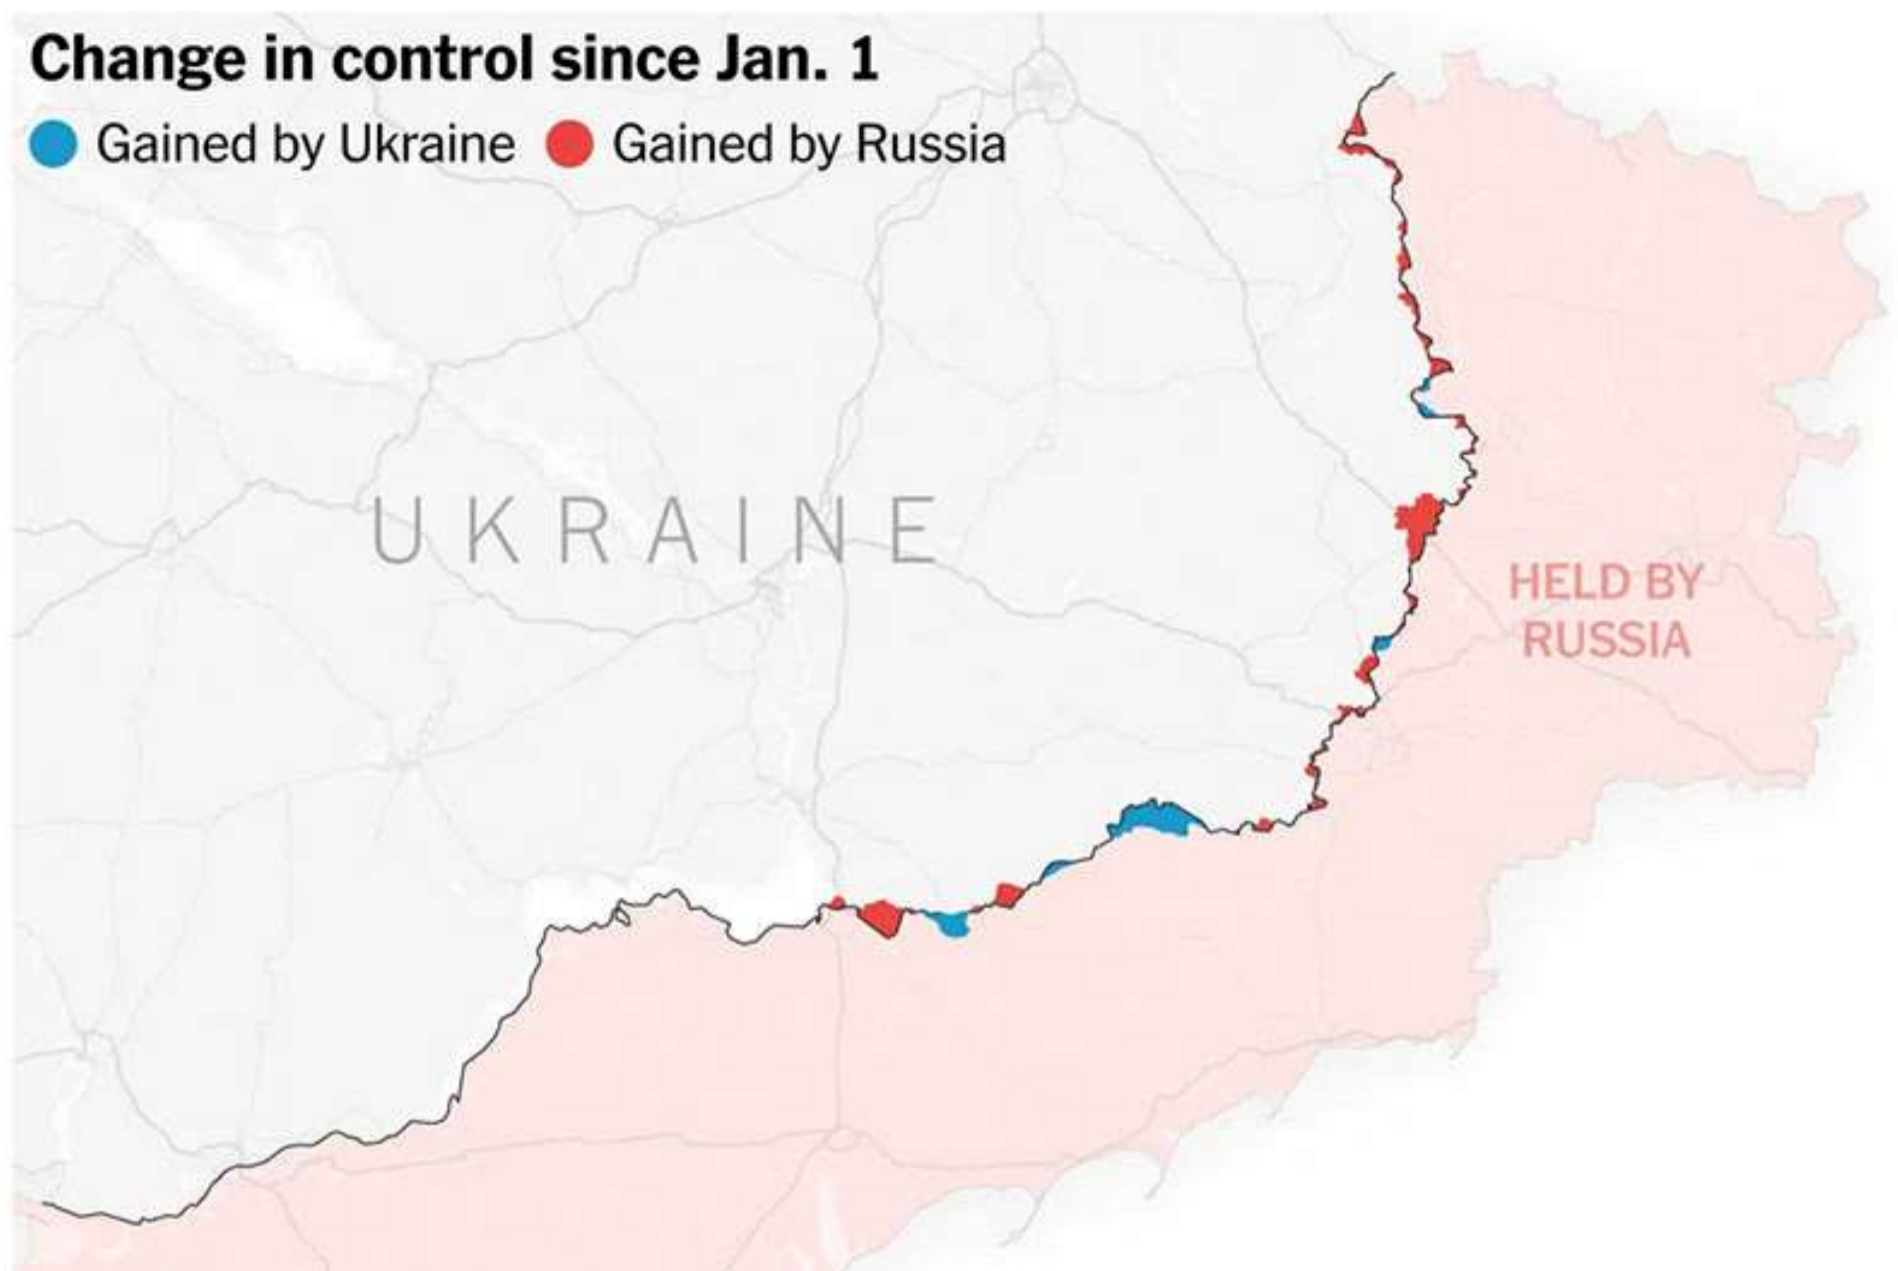 Change in control since Jan. 1
Gained by Ukraine Gained by Russia
UKRAINE
HELD BY
RUSSIA